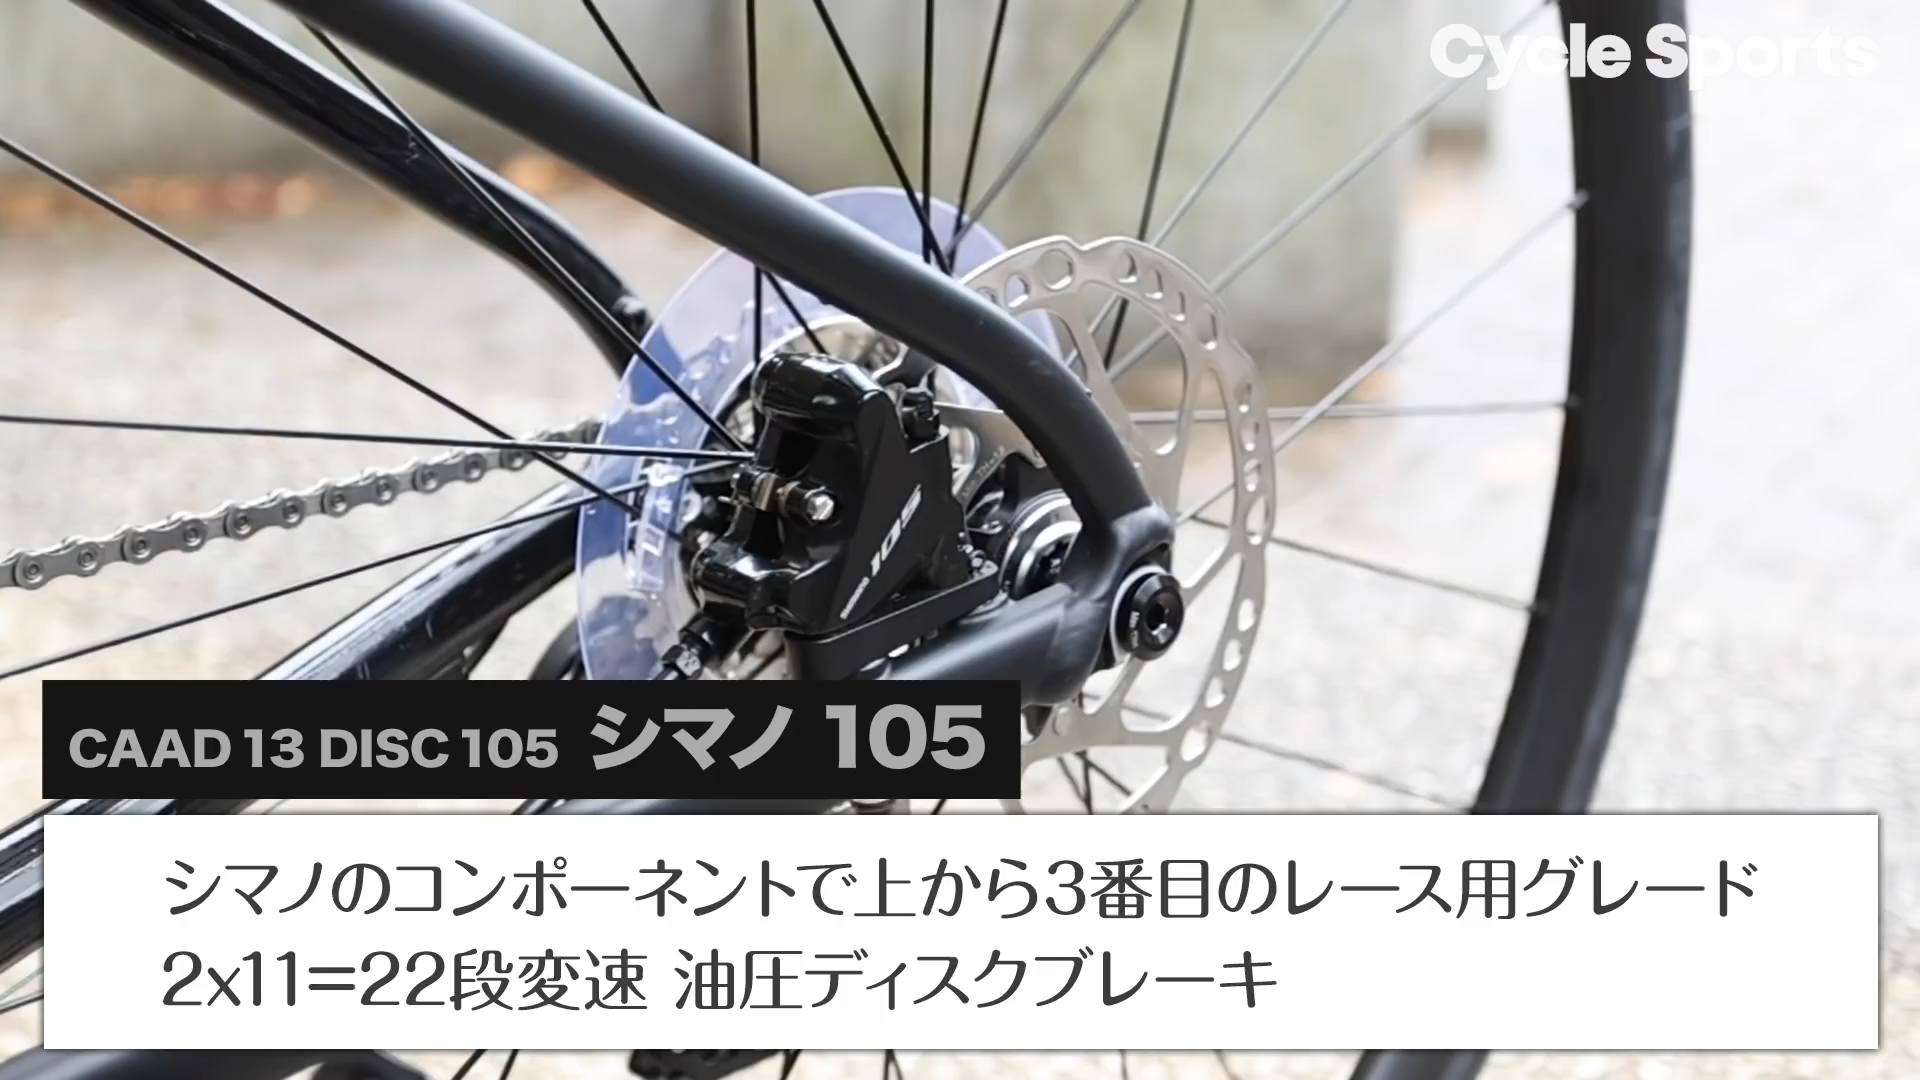 Cycle Sports
SHIMANO 105
CAAD 13 DISC 105 シマノ 105
シマノのコンポーネントで上から3番目のレース用グレード
2x11=22段変速 油圧ディスクブレーキ